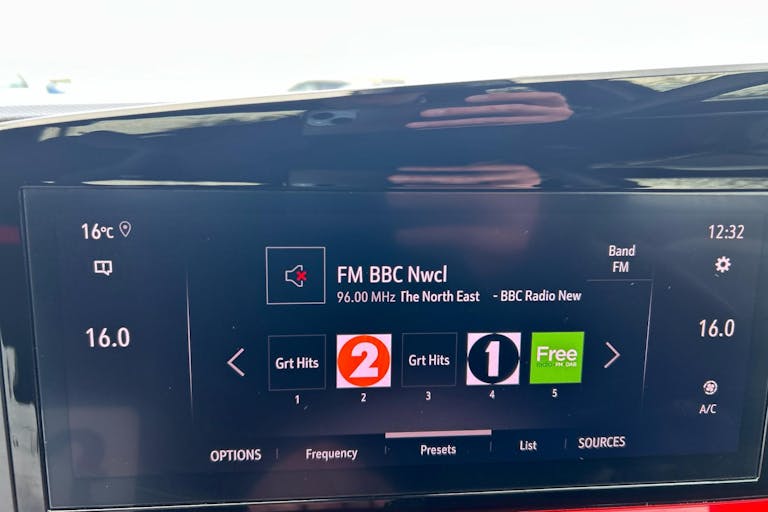 16°C
12:32
Band
FM
FM BBC Nwcl
96.00 MHz The North East - BBC Radio New
16.0
16.0
Grt Hits
2
Grt Hits
1
Free
1
2
3
4
5
A/C
OPTIONS
Frequency
Presets
List
SOURCES